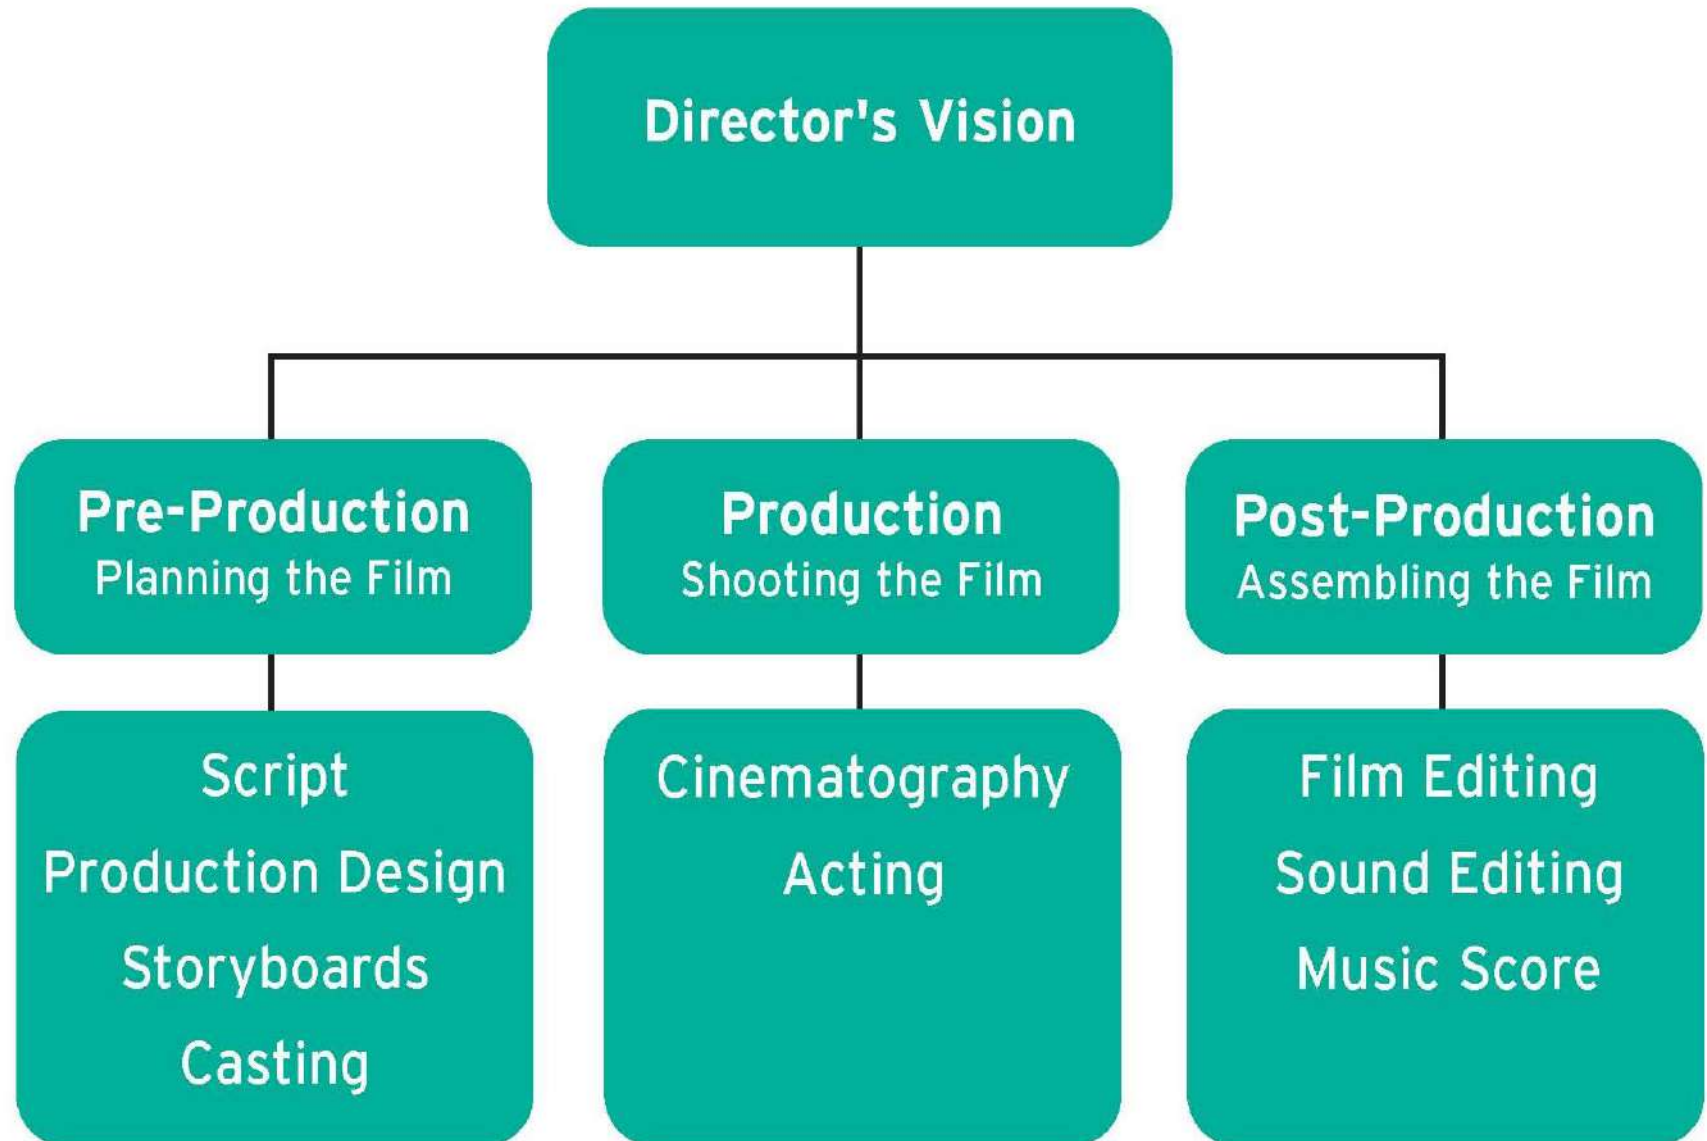 Director's Vision
Pre-Production
Planning the Film
Production
Shooting the Film
Post-Production
Assembling the Film
Script
Production Design
Storyboards
Casting
Cinematography
Acting
Film Editing
Sound Editing
Music Score